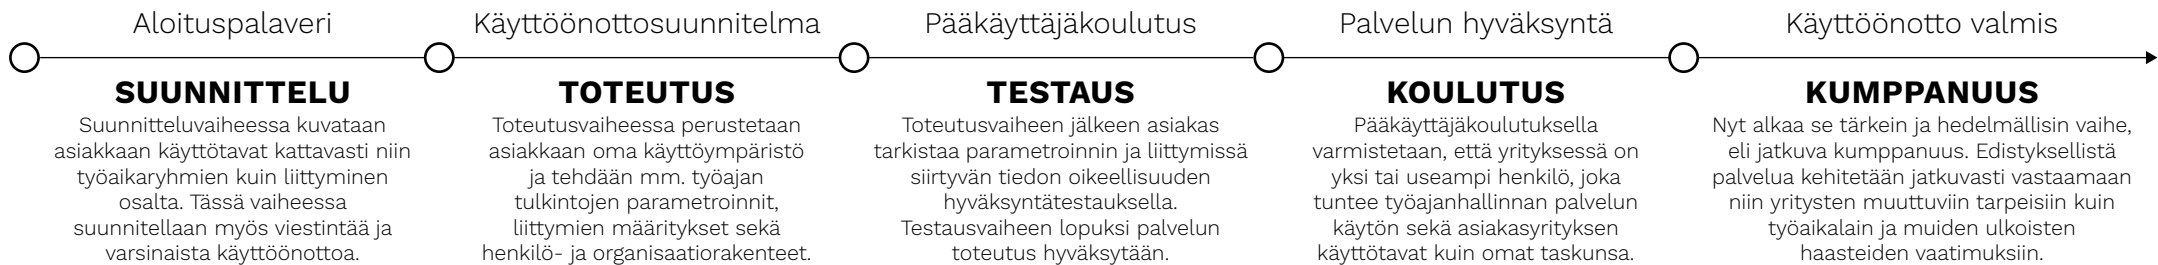 Aloituspalaveri
Käyttöönottosuunnitelma
Pääkäyttäjäkoulutus
Palvelun hyväksyntä
Käyttöönotto valmis
SUUNNITTELU
Suunnitteluvaiheessa kuvataan
asiakkaan käyttötavat kattavasti niin
työaikaryhmien kuin liittyminen
osalta. Tässä vaiheessa
suunnitellaan myös viestintää ja
varsinaista käyttöönottoa.
TOTEUTUS
Toteutusvaiheessa perustetaan
asiakkaan oma käyttöympäristö
ja tehdään mm. työajan
tulkintojen parametroinnit,
liittymien määritykset sekä
henkilö- ja organisaatiorakenteet.
TESTAUS
Toteutusvaiheen jälkeen asiakas
tarkistaa parametroinnin ja liittymissä
siirtyvän tiedon oikeellisuuden
hyväksyntätestauksella.
Testausvaiheen lopuksi palvelun
toteutus hyväksytään.
KOULUTUS
Pääkäyttäjäkoulutuksella
varmistetaan, että yrityksessä on
yksi tai useampi henkilö, joka
tuntee työajanhallinnan palvelun
käytön sekä asiakasyrityksen
käyttötavat kuin omat taskunsa.
KUMPPANUUS
Nyt alkaa se tärkein ja hedelmällisin vaihe,
eli jatkuva kumppanuus. Edistyksellistä
palvelua kehitetään jatkuvasti vastaamaan
niin yritysten muuttuviin tarpeisiin kuin
työaikalain ja muiden ulkoisten
haasteiden vaatimuksiin.